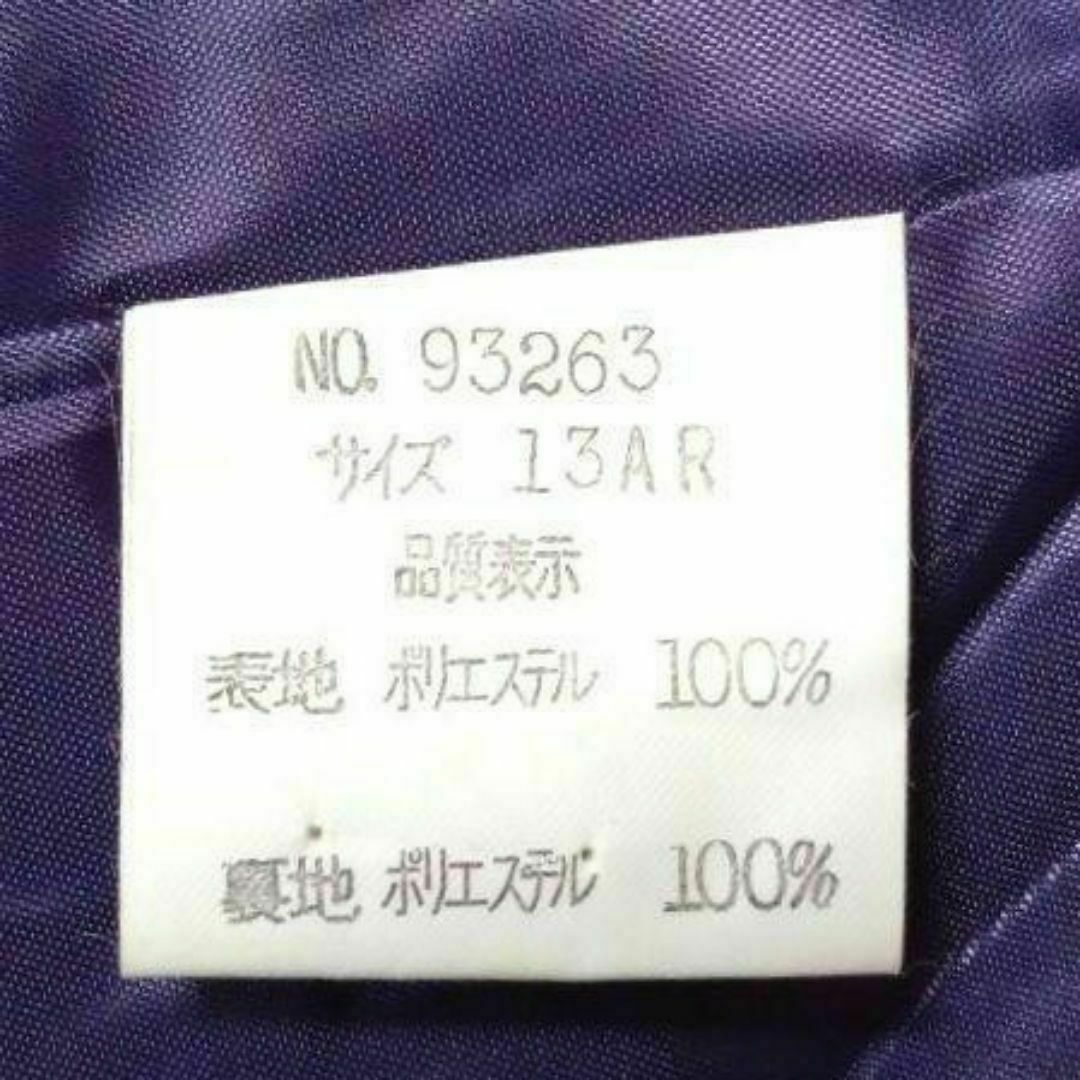 NO. 93263
サイズ 13AR
品質表示
表地 ポリエステル 100%
裏地 ポリエステル 100%